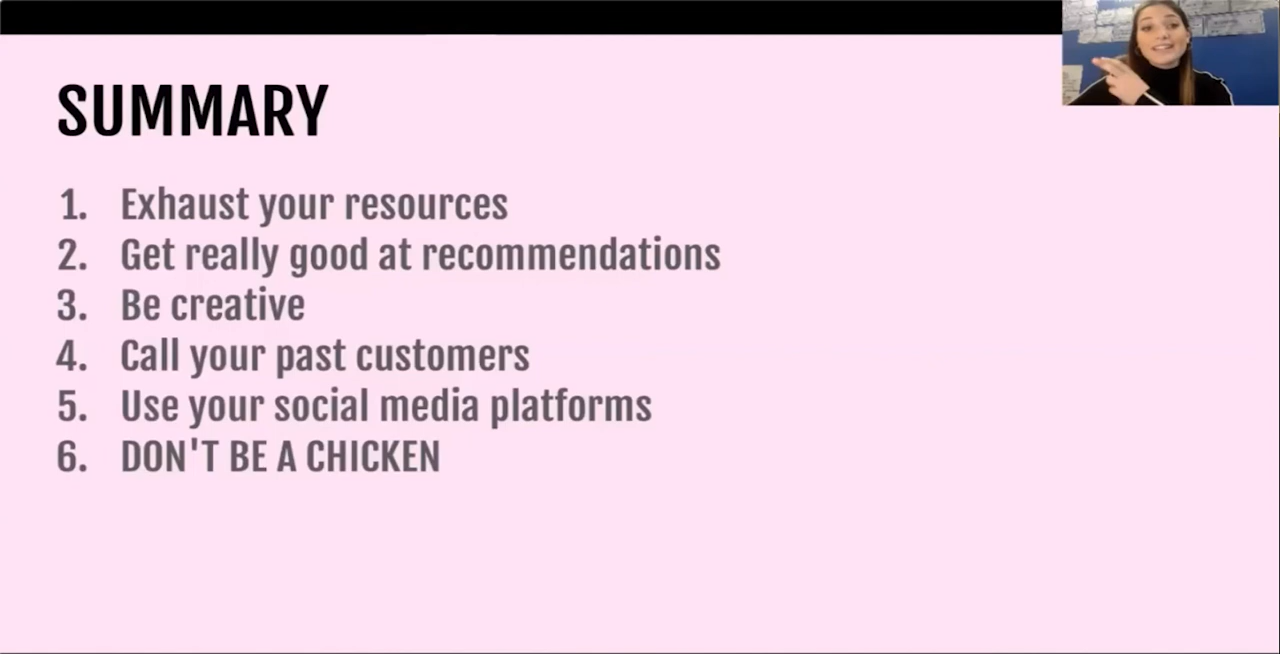 SUMMARY
1. Exhaust your resources
2. Get really good at recommendations
3. Be creative
4. Call your past customers
5. Use your social media platforms
6. DON'T BE A CHICKEN